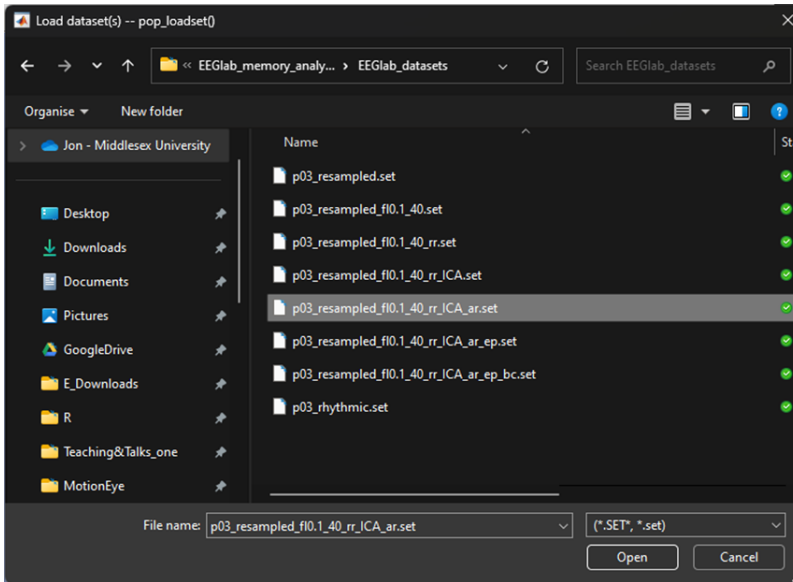 Load dataset(s) -- pop_loadset()
« EEGlab_memory_analy... › EEGlab_datasets
Search EEGlab_datasets
Organise
New folder
Jon - Middlesex University
Desktop
Downloads
Documents
Pictures
GoogleDrive
E_Downloads
R
Teaching&Talks_one
MotionEye
Name
St
p03_resampled.set
p03_resampled_fl0.1_40.set
p03_resampled_fl0.1_40_rr.set
p03_resampled_fl0.1_40_rr_ICA.set
p03_resampled_fl0.1_40_rr_ICA_ar.set
p03_resampled_fl0.1_40_rr_ICA_ar_ep.set
p03_resampled_fl0.1_40_rr_ICA_ar_ep_bc.set
p03_rhythmic.set
File name: p03_resampled_fl0.1_40_rr_ICA_ar.set
(*.SET*, *.set)
Open
Cancel